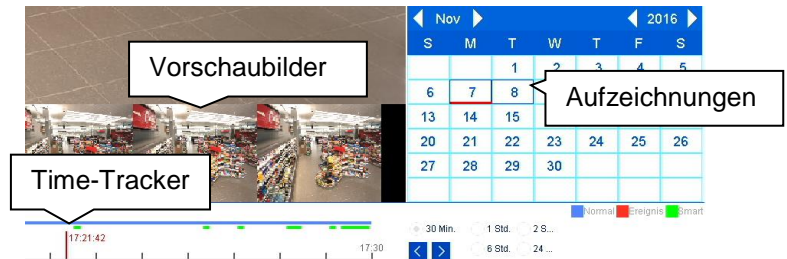 Nov 2016
S M T W T F S
1 2 3 4 5
6 7 8
13 14 15
20 21 22 23 24 25 26
27 28 29 30
Vorschaubilder
Aufzeichnungen
Time-Tracker
Normal Ereignis Smart
17:21:42
17:30
30 Min. 1 Std. 2 S...
6 Std. 24 ...